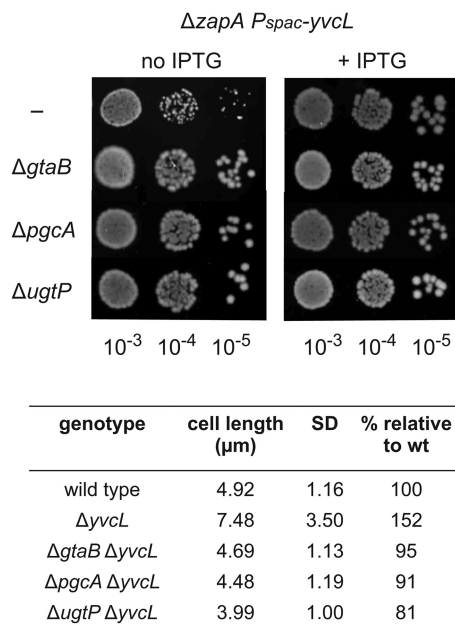 ΔzapA Pspac-yvcL
no IPTG + IPTG
–
ΔgtaB
ΔpgcA
ΔugtP
10-3 10-4 10-5 10-3 10-4 10-5
genotype cell length (µm) SD % relative to wt
wild type 4.92 1.16 100
ΔyvcL 7.48 3.50 152
ΔgtaB ΔyvcL 4.69 1.13 95
ΔpgcA ΔyvcL 4.48 1.19 91
ΔugtP ΔyvcL 3.99 1.00 81